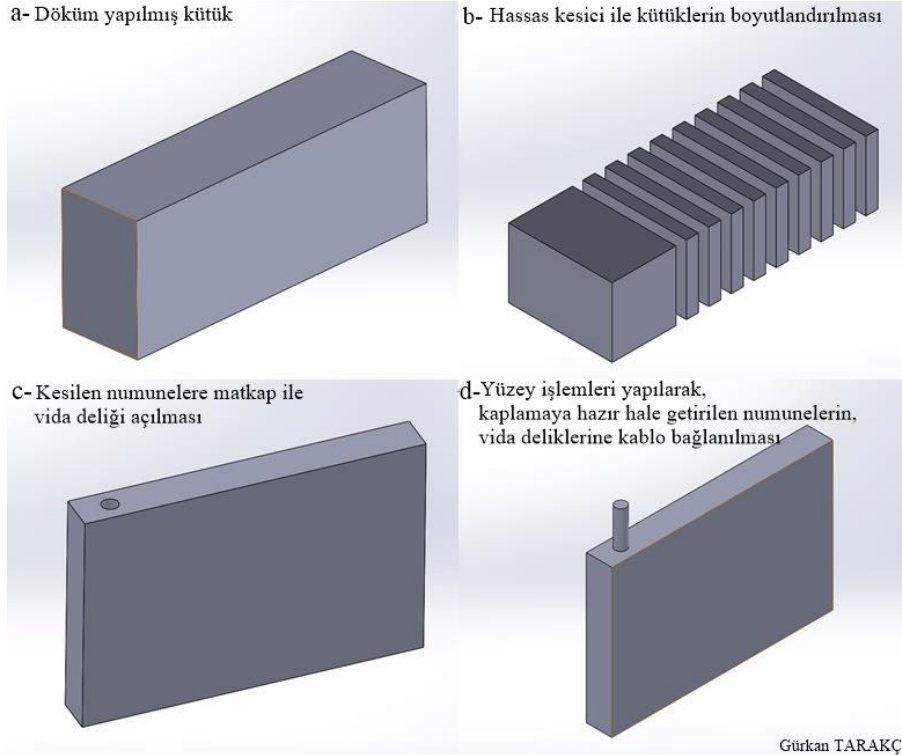 a- Döküm yapılmış kütük
b- Hassas kesici ile kütüklerin boyutlandırılması
c- Kesilen numunelere matkap ile
vida deliği açılması
d- Yüzey işlemleri yapılarak,
kaplamaya hazır hale getirilen numunelerin,
vida deliklerine kablo bağlanılması
Gürkan TARAKÇ